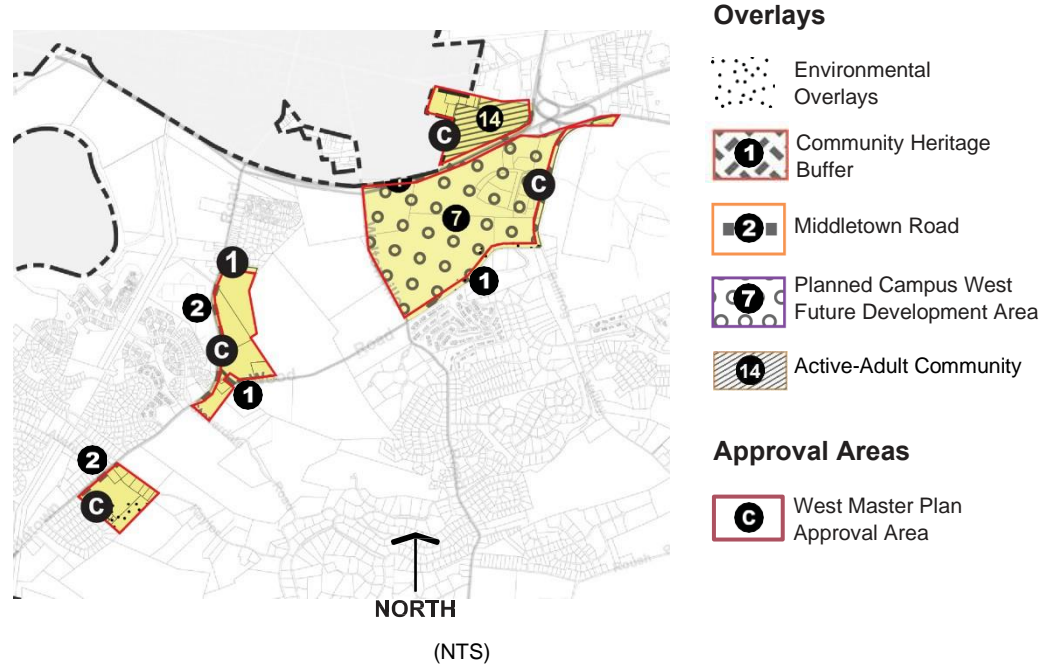 Overlays
Environmental
Overlays
1
Community Heritage
Buffer
2
Middletown Road
7
Planned Campus West
Future Development Area
14
Active-Adult Community
Approval Areas
C
West Master Plan
Approval Area
14
C
C
7
1
1
2
C
1
Road
2
C
NORTH
(NTS)